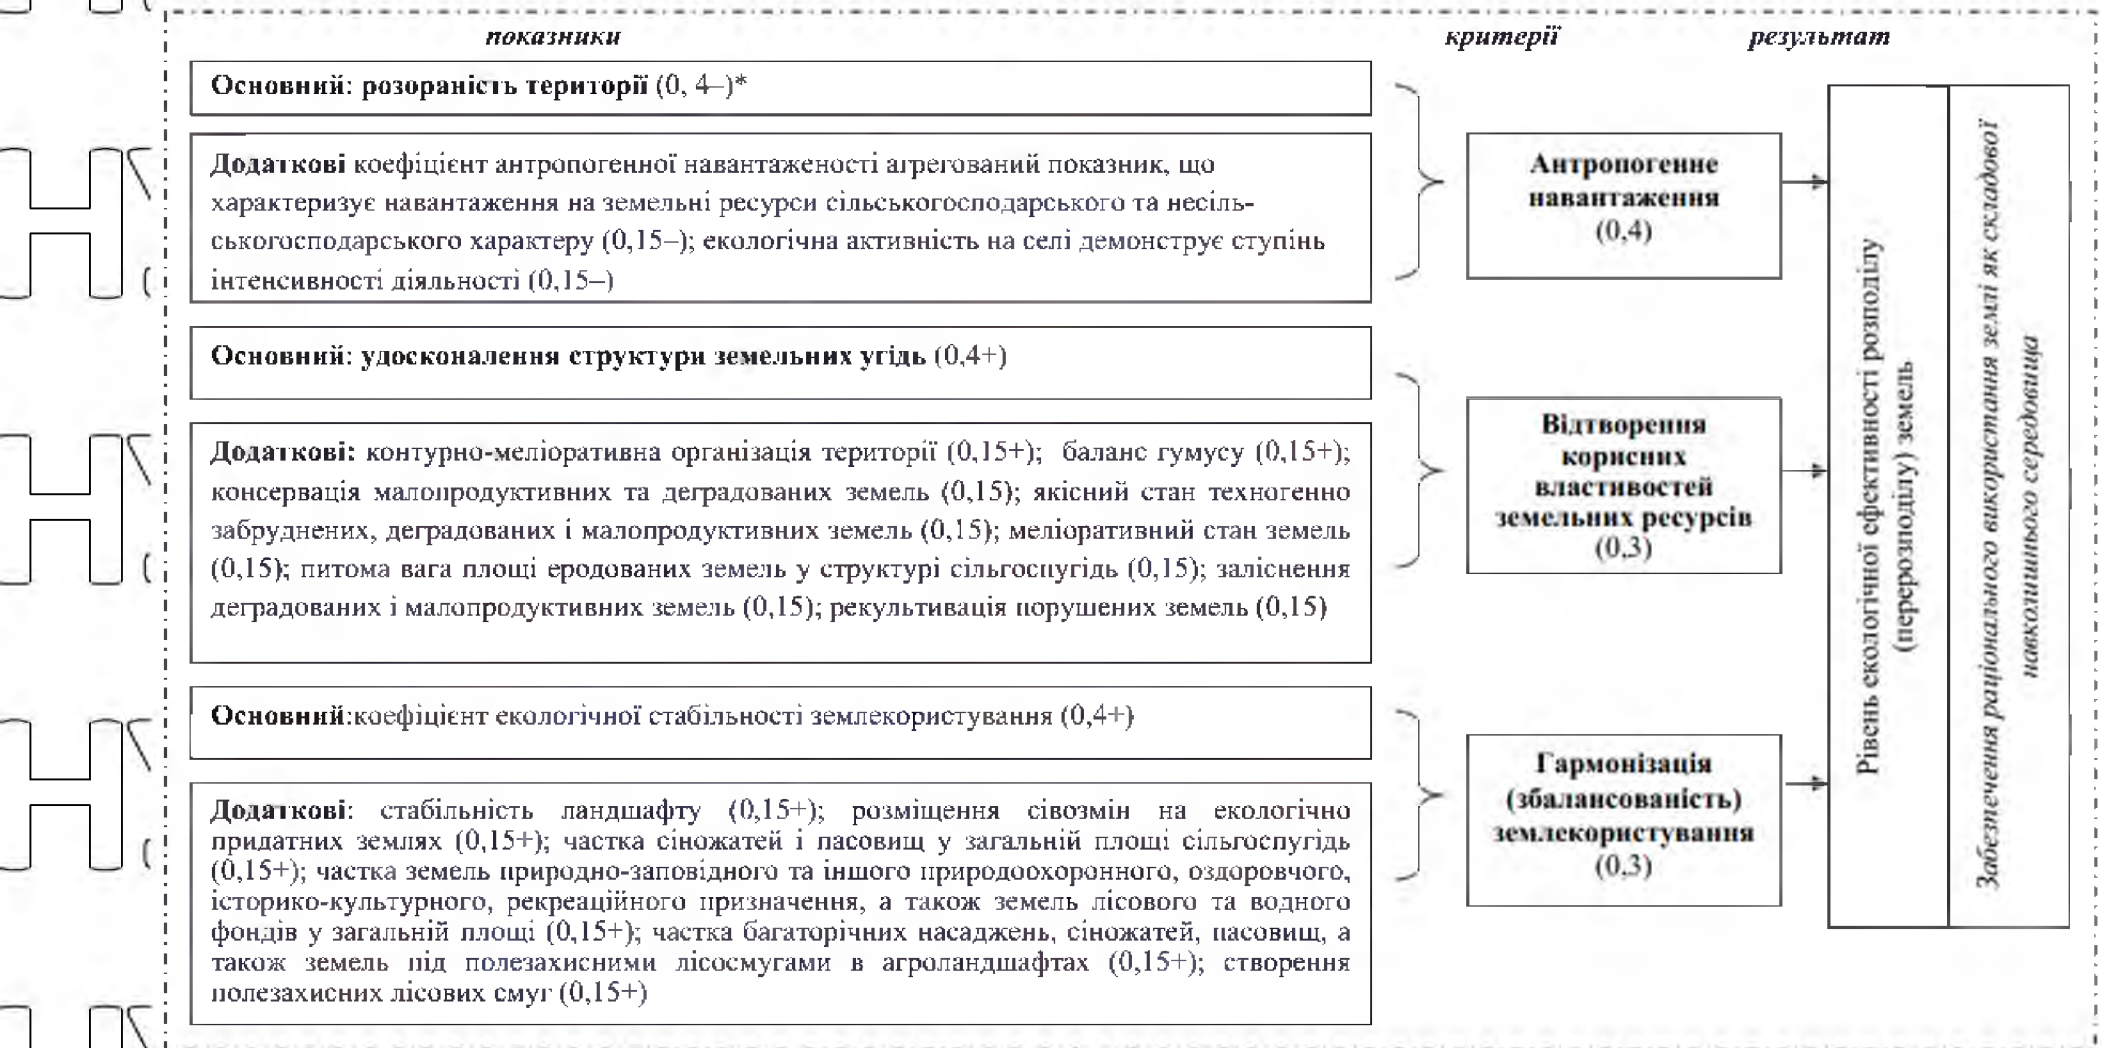 показники критерії результат
Основний: розораність території (0, 4–)*
Додаткові коефіцієнт антропогенної навантаженості агрегований показник, що
характеризує навантаження на земельні ресурси сільськогосподарського та несіль-
ськогосподарського характеру (0,15–); екологічна активність на селі демонструє ступінь
інтенсивності діяльності (0,15–)
Основний: удосконалення структури земельних угідь (0,4+)
Додаткові: контурно-меліоративна організація території (0,15+); баланс гумусу (0,15+);
консервація малопродуктивних та деградованих земель (0,15); якісний стан техногенно
забруднених, деградованих і малопродуктивних земель (0,15); меліоративний стан земель
(0,15); питома вага площі еродованих земель у структурі сільгоспугідь (0,15); заліснення
деградованих і малопродуктивних земель (0,15); рекультивація порушених земель (0,15)
Основний:коефіцієнт екологічної стабільності землекористування (0,4+)
Додаткові: стабільність ландшафту (0,15+); розміщення сівозмін на екологічно
придатних землях (0,15+); частка сіножатей і пасовищ у загальній площі сільгоспугідь
(0,15+); частка земель природно-заповідного та іншого природоохоронного, оздоровчого,
історико-культурного, рекреаційного призначення, а також земель лісового та водного
фондів у загальній площі (0,15+); частка багаторічних насаджень, сіножатей, пасовищ, а
також земель під полезахисними лісосмугами в агроландшафтах (0,15+); створення
полезахисних лісових смуг (0,15+)
Антропогенне
навантаження
(0,4)
Відтворення
корисних
властивостей
земельних ресурсів
(0,3)
Гармонізація
(збалансованість)
землекористування
(0,3)
Рівень екологічної ефективності розподілу
(перерозподілу) земель
Забезпечення раціонального використання землі як складової
навколишнього середовища